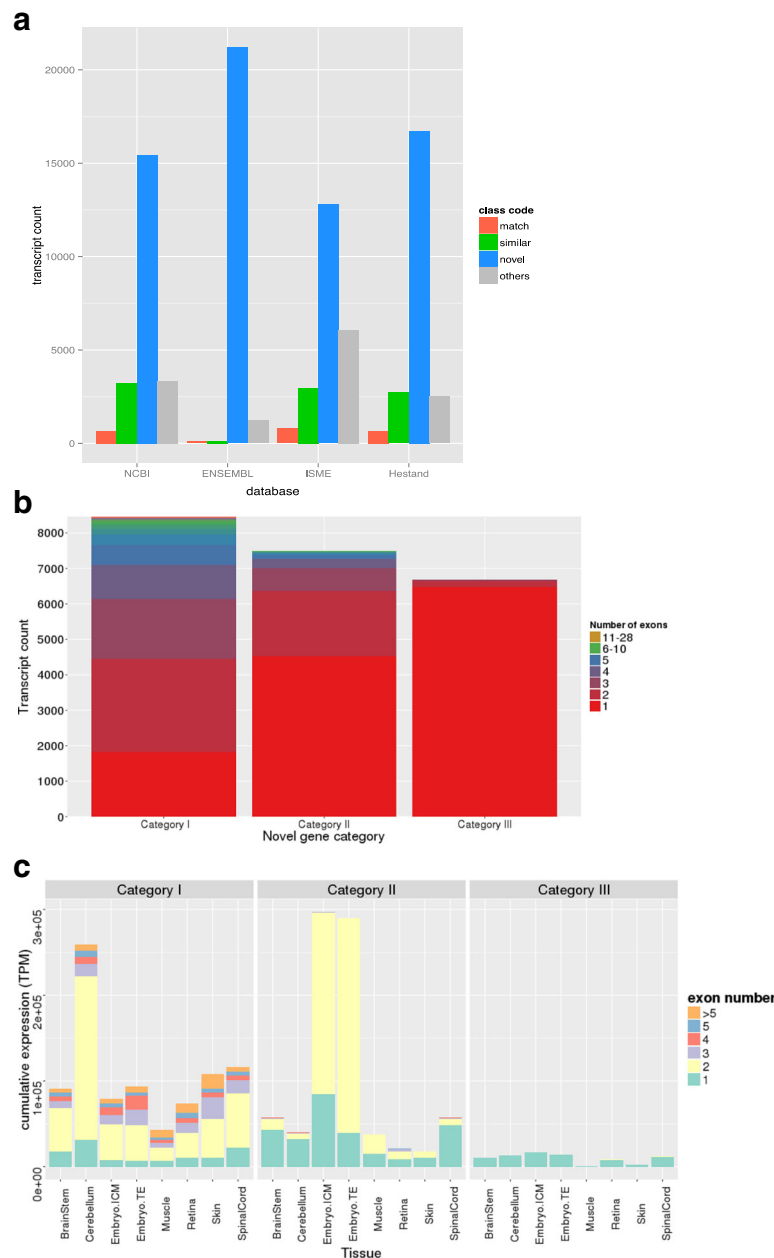 a
20000
15000
10000
5000
0
transcript count
NCBI
ENSEMBL
ISME
Hestand
database
class code
match
similar
novel
others
b
8000
7000
6000
5000
4000
3000
2000
1000
0
Transcript count
Category I
Category II
Category III
Novel gene category
Number of exons
11-28
6-10
5
4
3
2
1
c
Category I
Category II
Category III
3e+05
2e+05
1e+05
0e+00
cumulative expression (TPM)
BrainStem
Cerebellum
Embryo.ICM
Embryo.TE
Muscle
Retina
Skin
SpinalCord
BrainStem
Cerebellum
Embryo.ICM
Embryo.TE
Muscle
Retina
Skin
SpinalCord
BrainStem
Cerebellum
Embryo.ICM
Embryo.TE
Muscle
Retina
Skin
SpinalCord
Tissue
exon number
>5
5
4
3
2
1